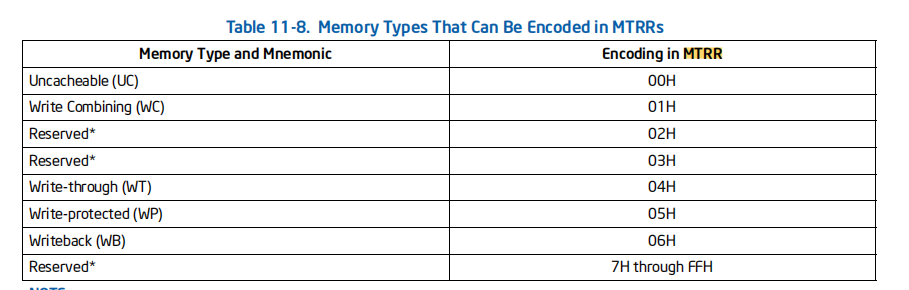 Table 11-8. Memory Types That Can Be Encoded in MTRRs
Memory Type and Mnemonic Encoding in MTRR
Uncacheable (UC) 00H
Write Combining (WC) 01H
Reserved* 02H
Reserved* 03H
Write-through (WT) 04H
Write-protected (WP) 05H
Writeback (WB) 06H
Reserved* 7H through FFH